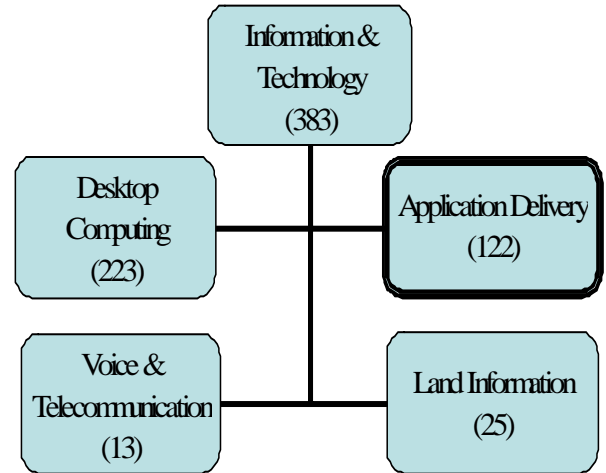 Information &
Technology
(383)
Desktop
Computing
(223)
Application Delivery
(122)
Voice &
Telecommunication
(13)
Land Information
(25)